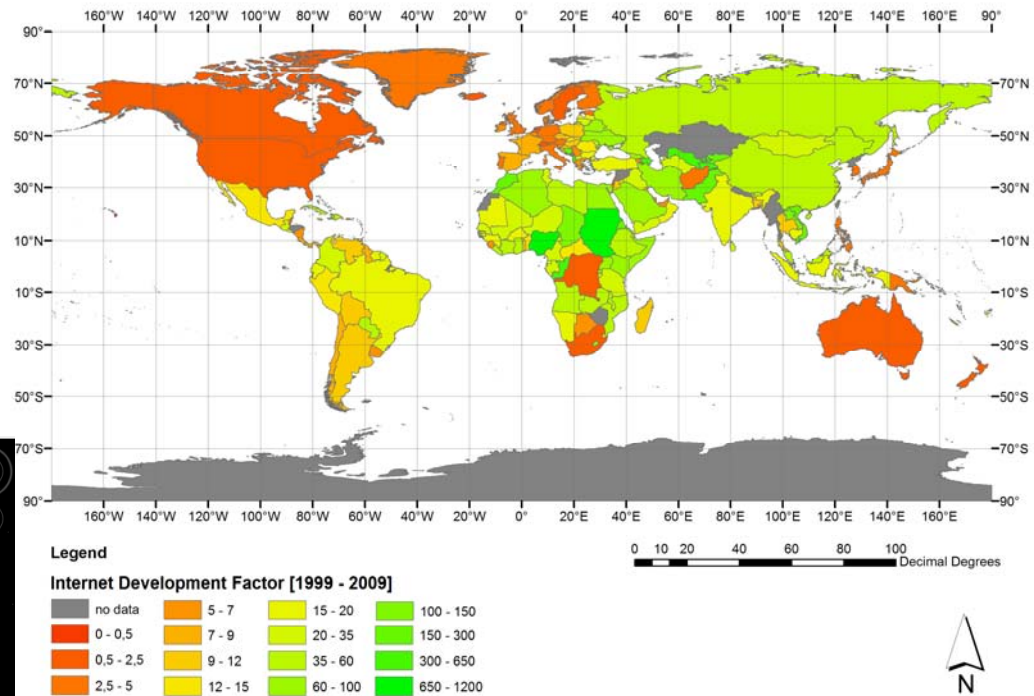 160°W 140°W 120°W 100°W 80°W 60°W 40°W 20°W 0° 20°E 40°E 60°E 80°E 100°E 120°E 140°E 160°E
90° 90°
90° 90°
70°N 70°N
50°N 50°N
30°N 30°N
10°N 10°N
10°S 10°S
30°S 30°S
50°S 50°S
70°S 70°S
90° 90°
160°W 140°W 120°W 100°W 80°W 60°W 40°W 20°W 0° 20°E 40°E 60°E 80°E 100°E 120°E 140°E 160°E
Legend
0 10 20 40 60 80 100
Decimal Degrees
Internet Development Factor [1999 - 2009]
no data 5 - 7 15 - 20 100 - 150
0 - 0,5 7 - 9 20 - 35 150 - 300
0,5 - 2,5 9 - 12 35 - 60 300 - 650
2,5 - 5 12 - 15 60 - 100 650 - 1200
N